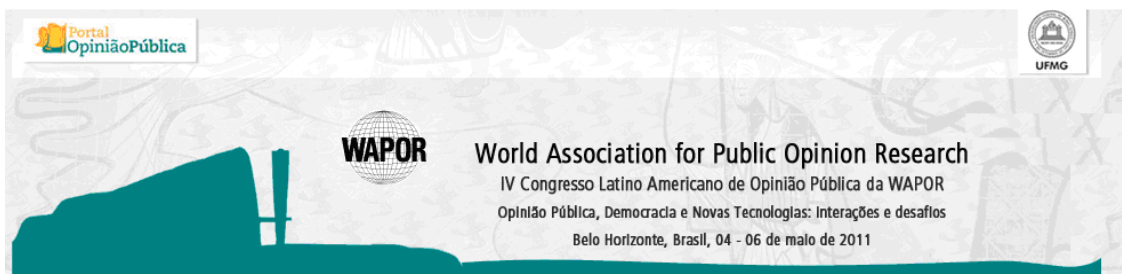 Portal
OpiniãoPública
UFMG
WAPOR
World Association for Public Opinion Research
IV Congresso Latino Americano de Opinião Pública da WAPOR
Opinião Pública, Democracia e Novas Tecnologias: Interações e desafios
Belo Horizonte, Brasil, 04 - 06 de maio de 2011